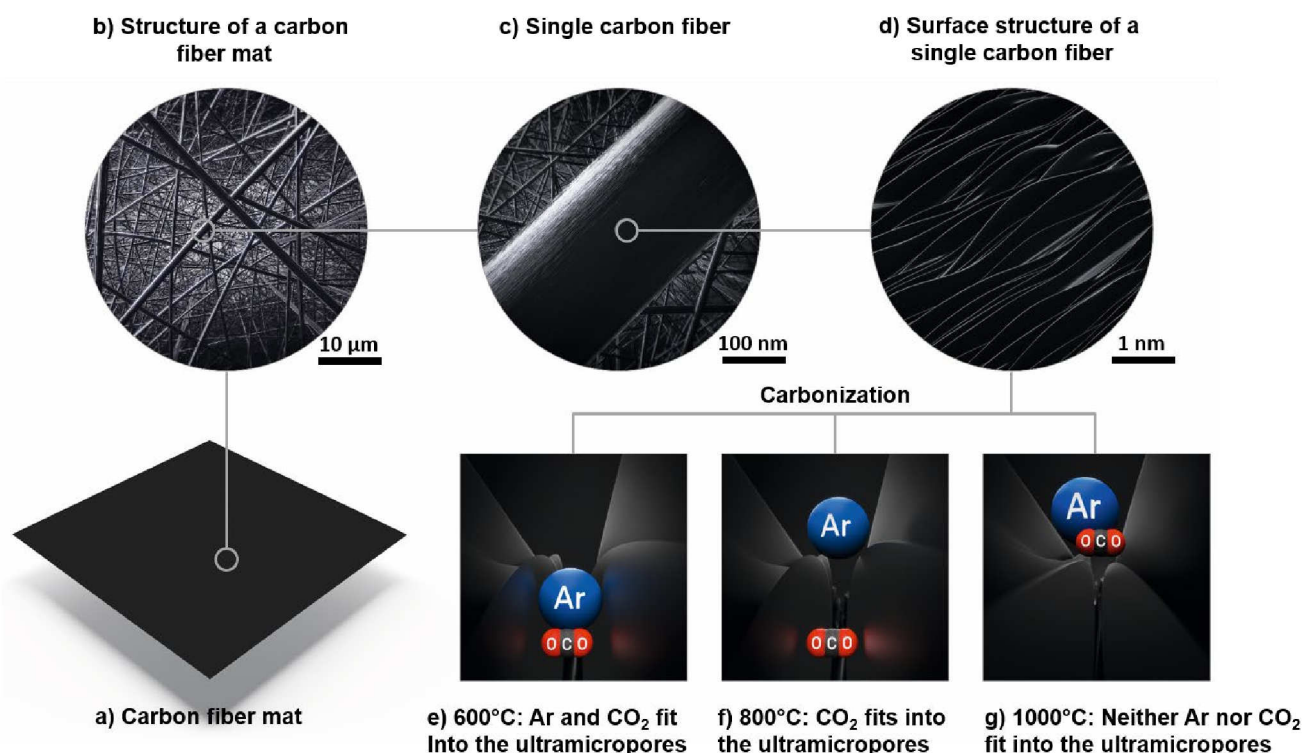 b) Structure of a carbon
fiber mat
c) Single carbon fiber
d) Surface structure of a
single carbon fiber
10 µm
100 nm
1 nm
Carbonization
Ar
OCO
Ar
OCO
Ar
OCO
a) Carbon fiber mat
e) 600°C: Ar and CO₂ fit
Into the ultramicropores
f) 800°C: CO₂ fits into
the ultramicropores
g) 1000°C: Neither Ar nor CO₂
fit into the ultramicropores